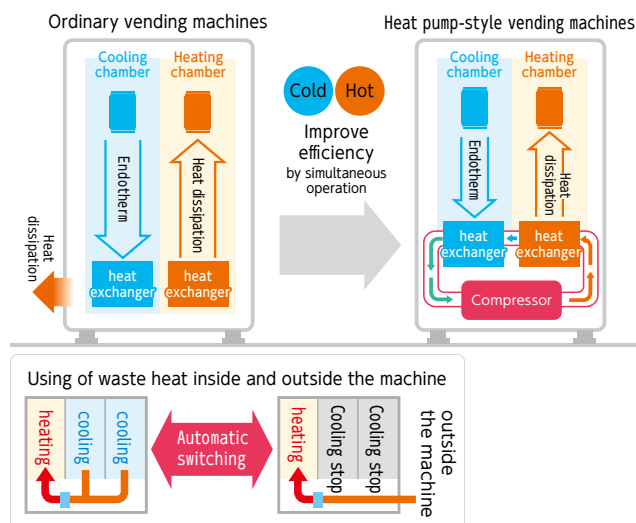 Ordinary vending machines
Cooling
chamber
Heating
chamber
Endotherm
Heat dissipation
heat
exchanger
heat
exchanger
Heat
dissipation
Cold
Hot
Improve
efficiency
by simultaneous
operation
Heat pump-style vending machines
Cooling
chamber
Heating
chamber
Endotherm
Heat
dissipation
heat
exchanger
heat
exchanger
Compressor
Using of waste heat inside and outside the machine
heating
cooling
cooling
Automatic
switching
heating
Cooling stop
Cooling stop
outside
the machine